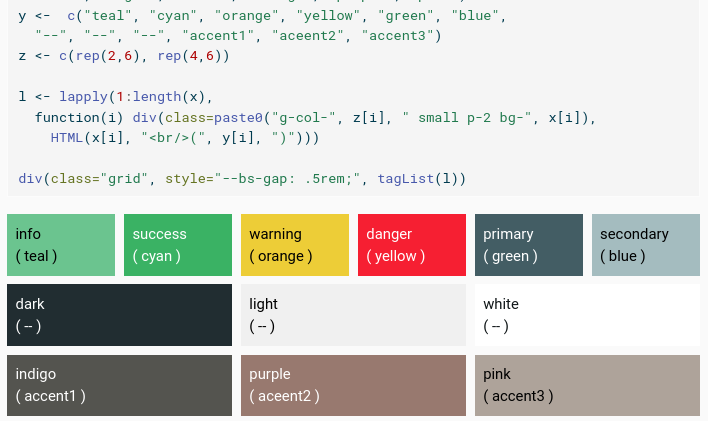 y <-  c("teal", "cyan", "orange", "yellow", "green", "blue",
"--", "--", "--", "accent1", "aceent2", "accent3")
z <- c(rep(2,6), rep(4,6))
l <- lapply(1:length(x),
function(i) div(class=paste0("g-col-", z[i], " small p-2 bg-", x[i]),
HTML(x[i], "<br/>(", y[i], ")")))
div(class="grid", style="--bs-gap: .5rem;", tagList(l))
info
( teal )
success
( cyan )
warning
( orange )
danger
( yellow )
primary
( green )
secondary
( blue )
dark
( -- )
light
( -- )
white
( -- )
indigo
( accent1 )
purple
( aceent2 )
pink
( accent3 )